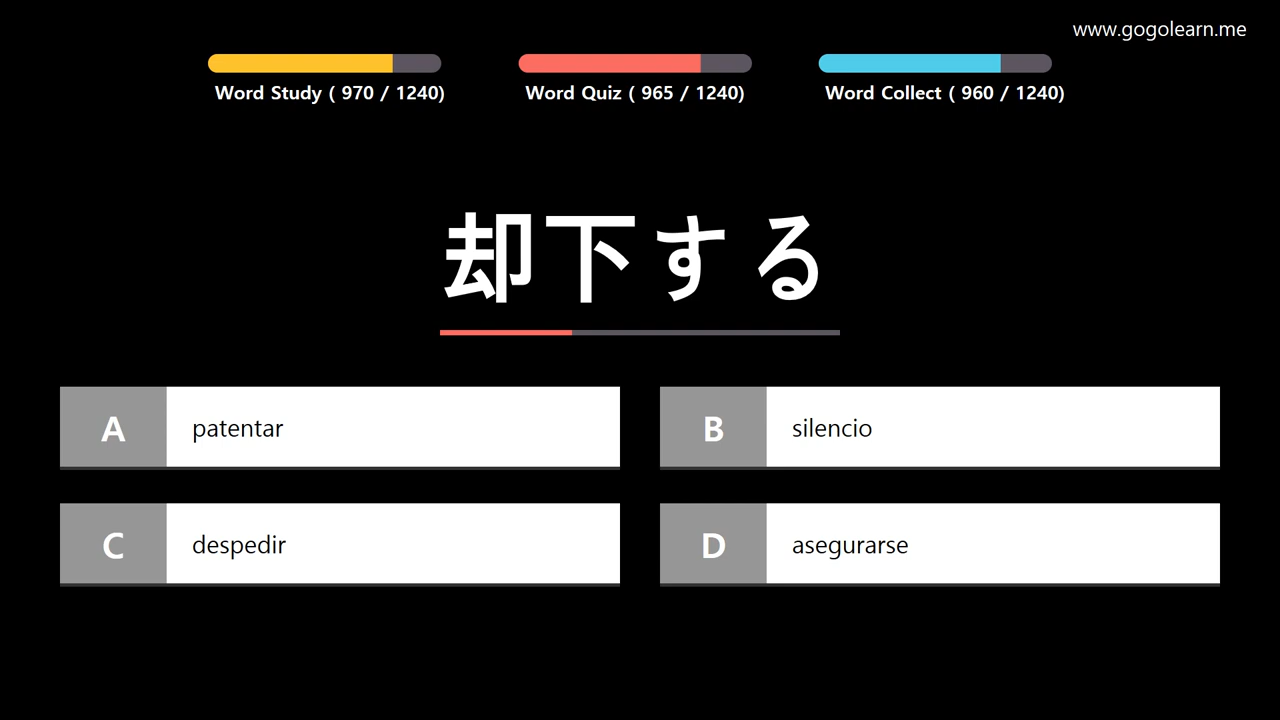 www.gogolearn.me
Word Study ( 970 / 1240)
Word Quiz ( 965 / 1240)
Word Collect ( 960 / 1240)
却下する
A patentar
B silencio
C despedir
D asegurarse